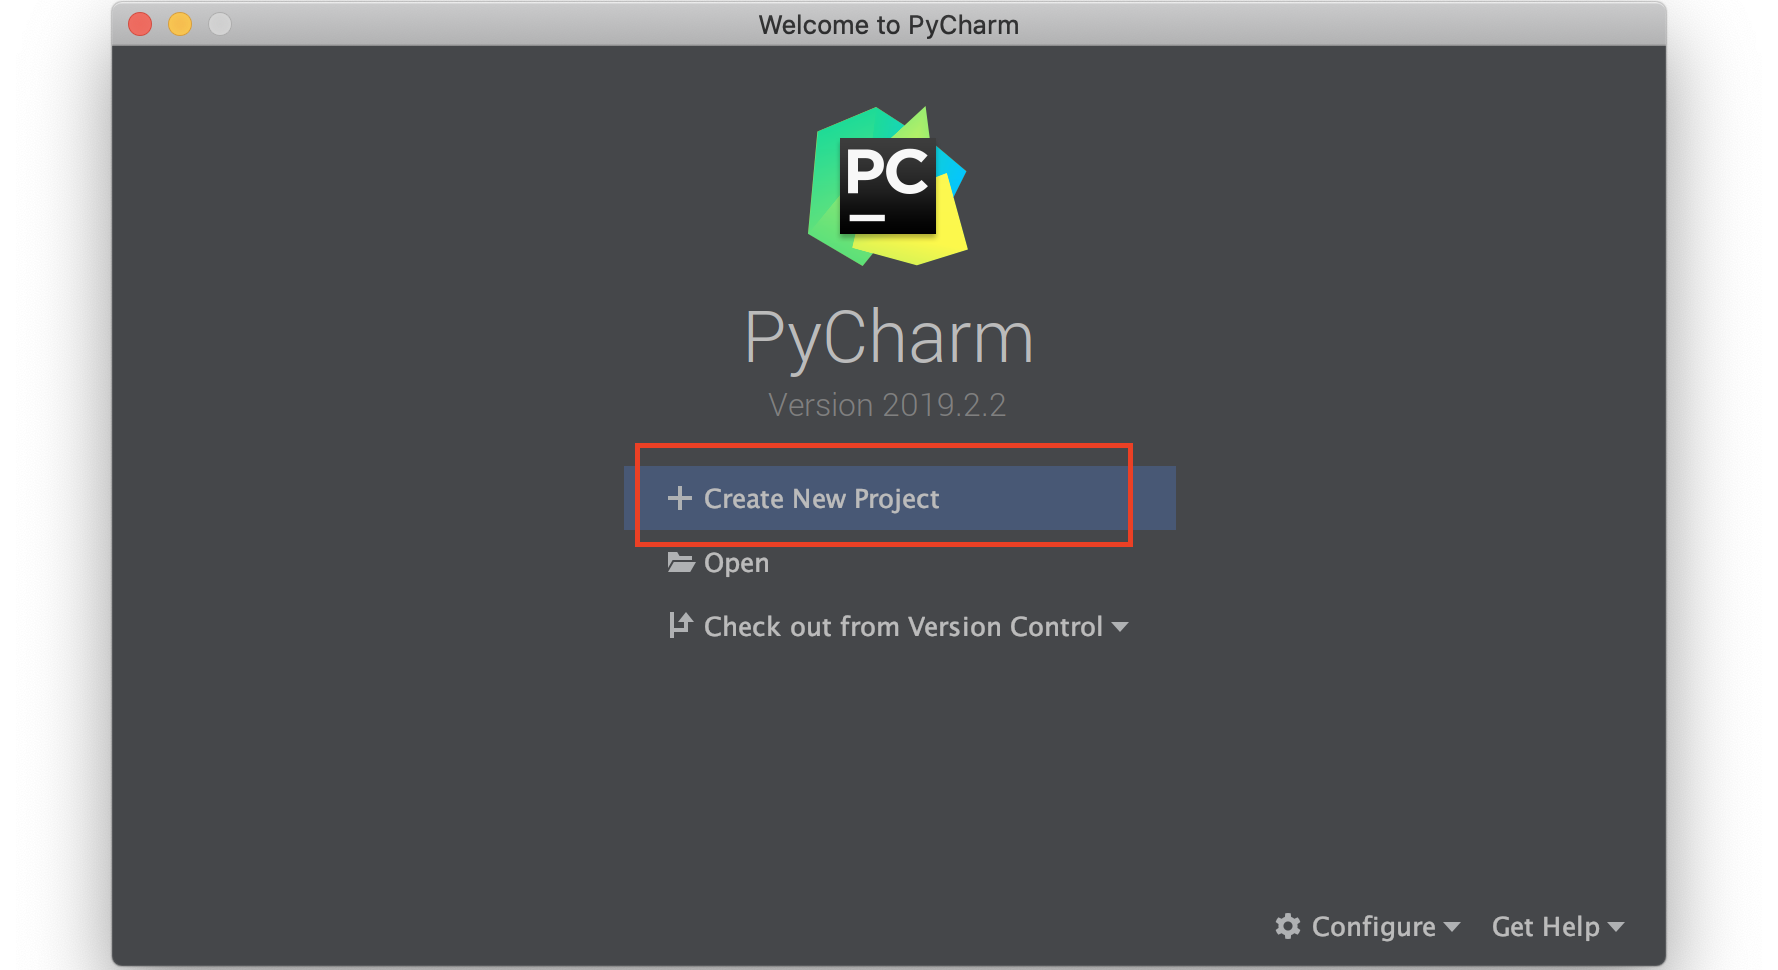 Welcome to PyCharm
PC
PyCharm
Version 2019.2.2
Create New Project
Open
Check out from Version Control
Configure Get Help